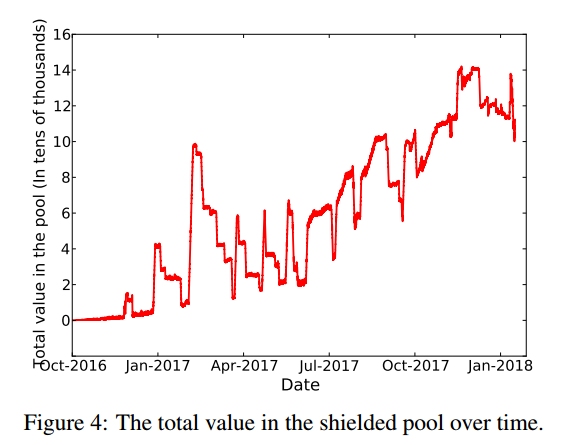 Total value in the pool (In tens of thousands)
16
14
12
10
8
6
4
2
0
−2
Oct-2016 Jan-2017 Apr-2017 Jul-2017 Oct-2017 Jan-2018
Date
Figure 4: The total value in the shielded pool over time.